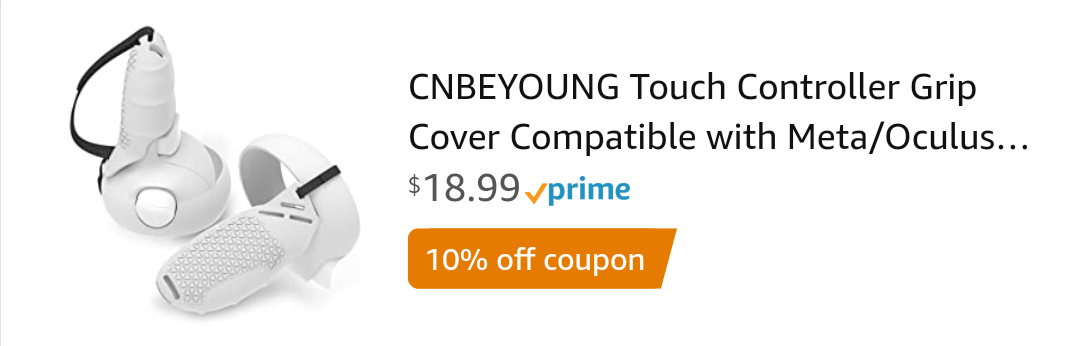 CNBEYOUNG Touch Controller Grip
Cover Compatible with Meta/Oculus...
$18.99 prime
10% off coupon